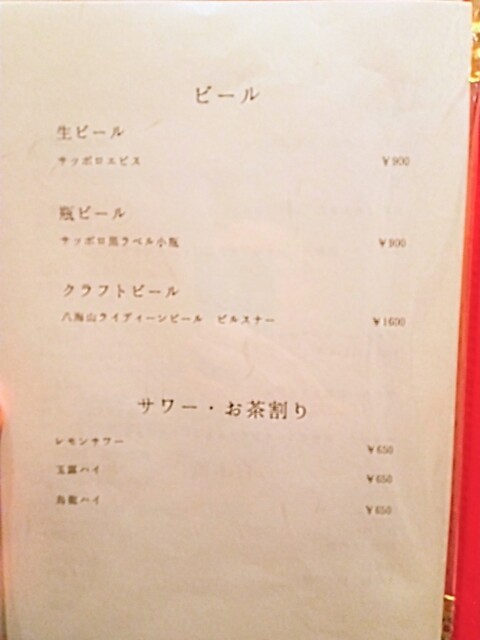 ビール
生ビール
サッポロエビス ¥900
瓶ビール
サッポロ黒ラベル小瓶 ¥900
クラフトビール
八海山ライディーンビール ピルスナー ¥1600
サワー・お茶割り
レモンサワー ¥650
玉露ハイ ¥650
烏龍ハイ ¥650